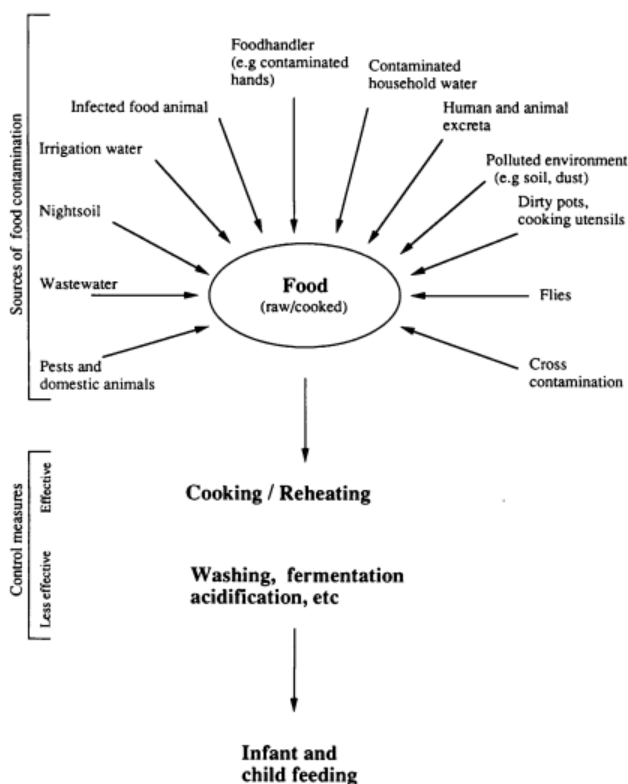 Foodhandler
(e.g contaminated
hands)
Contaminated
household water
Infected food animal
Human and animal
excreta
Irrigation water
Polluted environment
(e.g soil, dust)
Nightsoil
Dirty pots,
cooking utensils
Wastewater
Flies
Pests and
domestic animals
Cross
contamination
Food
(raw/cooked)
Sources of food contamination
Cooking / Reheating
Washing, fermentation
acidification, etc
Control measures
Effective
Less effective
Infant and
child feeding